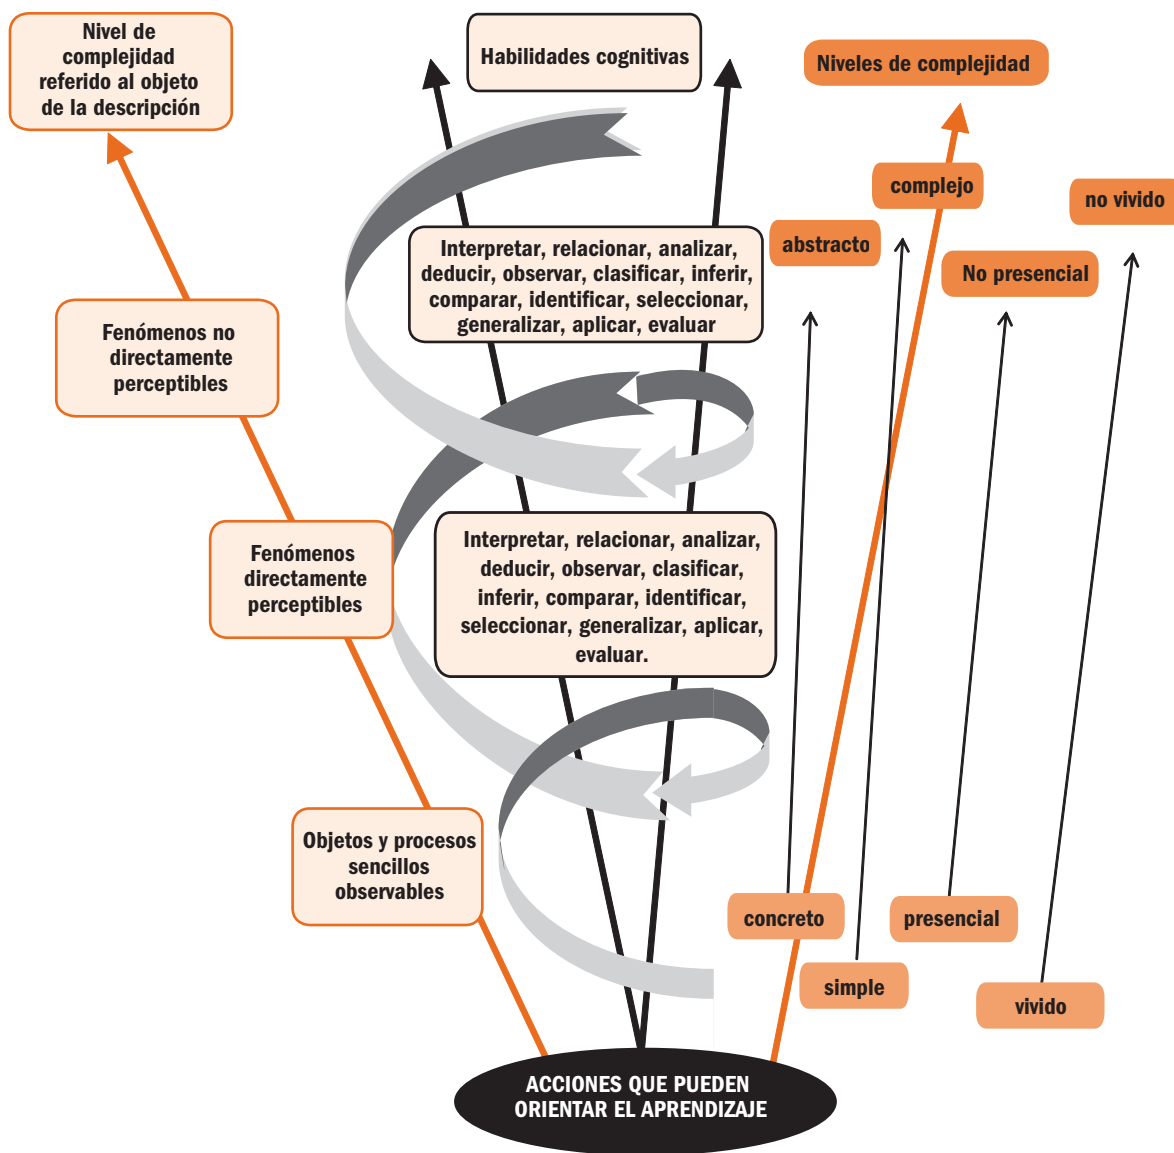 Nivel de
complejidad
referido al objeto
de la descripción
Habilidades cognitivas
Niveles de complejidad
complejo
no vivido
abstracto
No presencial
Interpretar, relacionar, analizar,
deducir, observar, clasificar, inferir,
comparar, identificar, seleccionar,
generalizar, aplicar, evaluar
Fenómenos no
directamente
perceptibles
Fenómenos
directamente
perceptibles
Interpretar, relacionar, analizar,
deducir, observar, clasificar,
inferir, comparar, identificar,
seleccionar, generalizar, aplicar,
evaluar.
Objetos y procesos
sencillos
observables
concreto
presencial
simple
vivido
ACCIONES QUE PUEDEN
ORIENTAR EL APRENDIZAJE